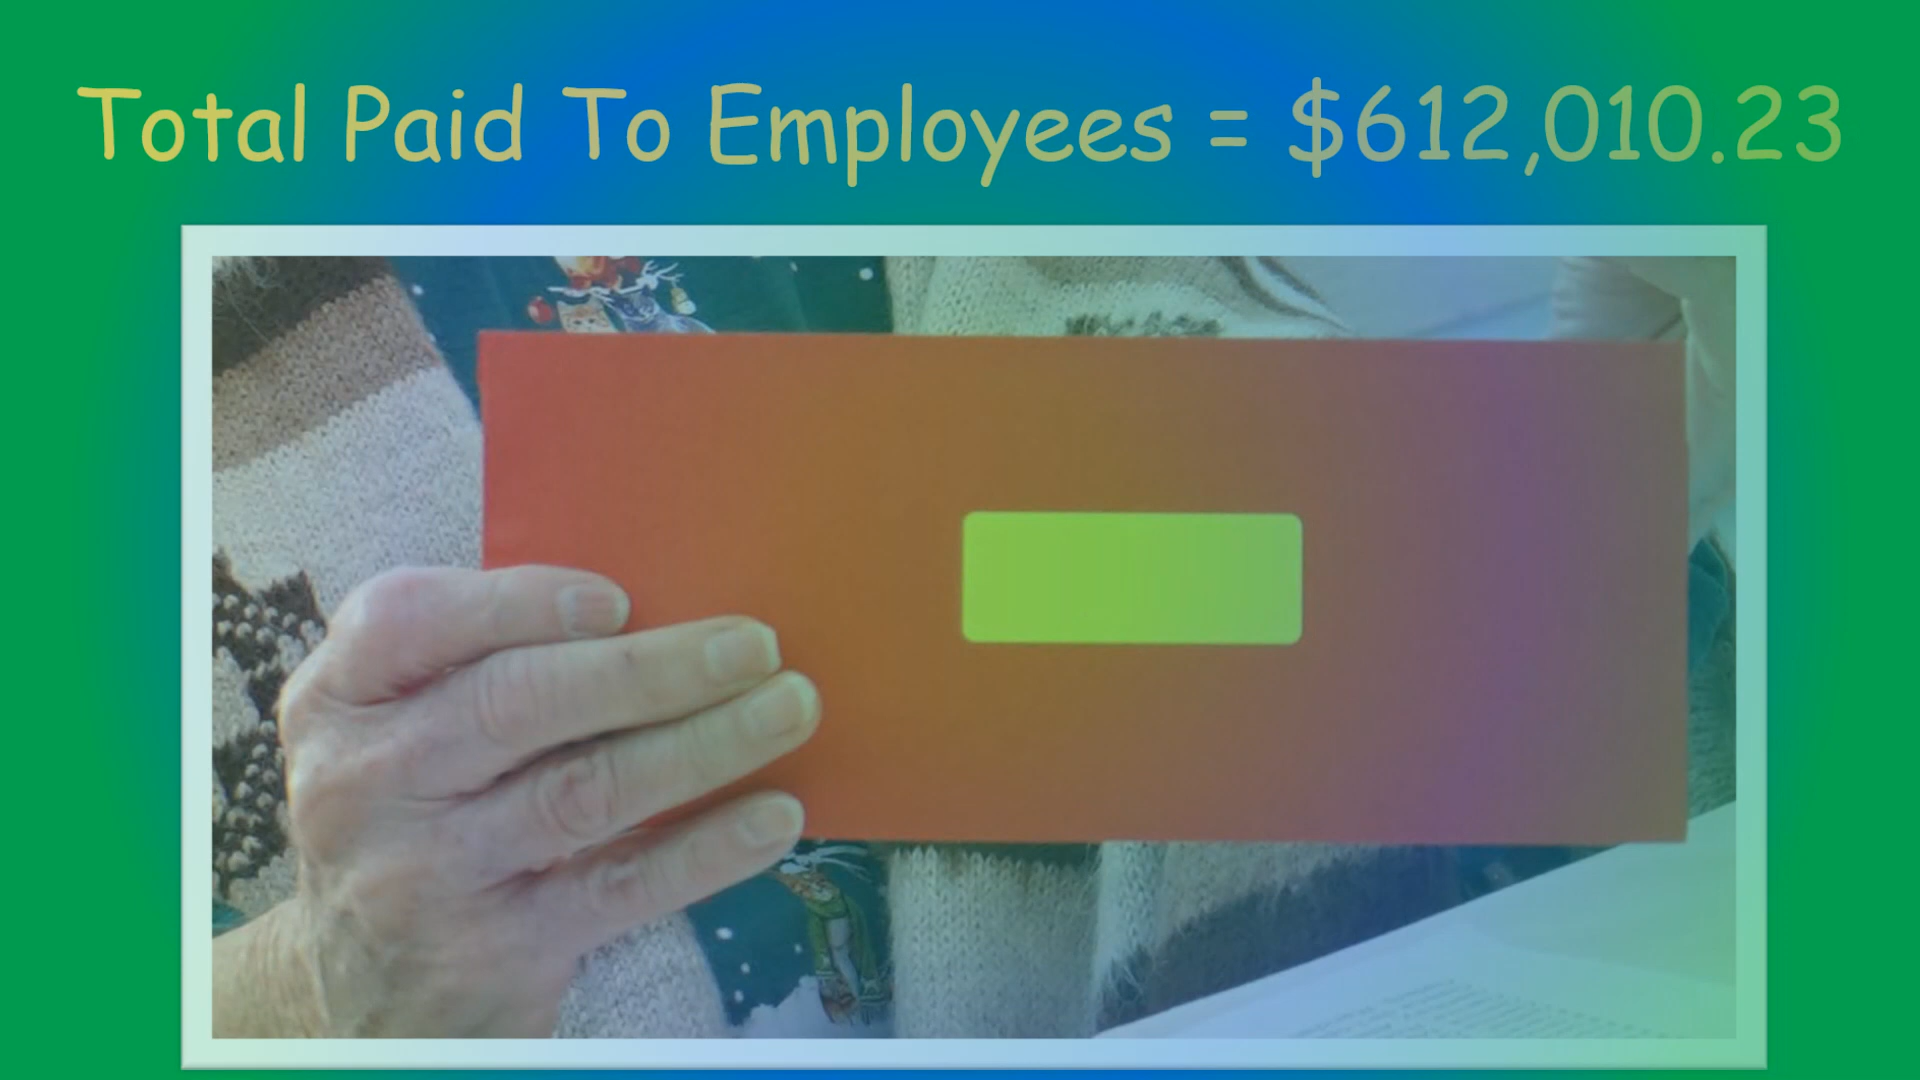 Total Paid To Employees = $612,010.23